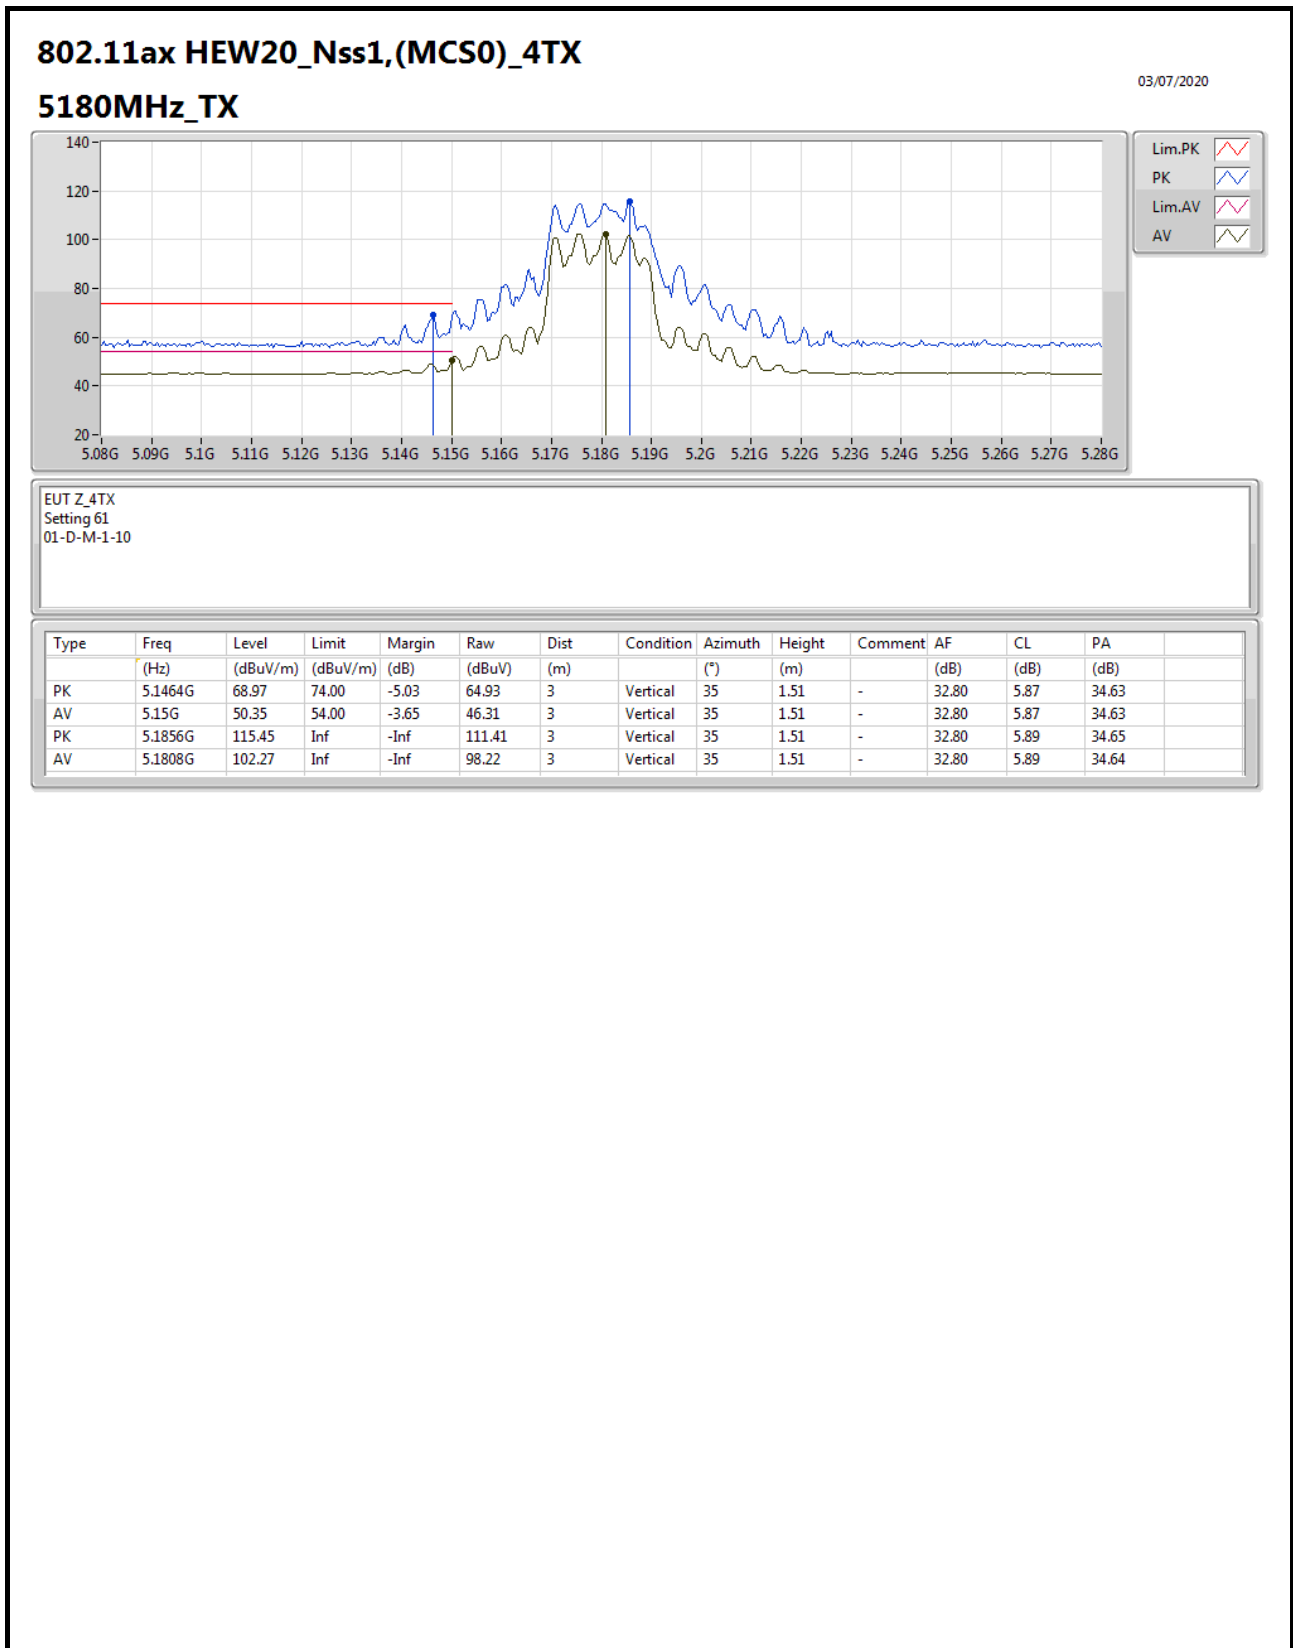 802.11ax HEW20_Nss1,(MCS0)_4TX
03/07/2020
5180MHz_TX
140
120
100
80
60
40
20
5.08G 5.09G 5.1G 5.11G 5.12G 5.13G 5.14G 5.15G 5.16G 5.17G 5.18G 5.19G 5.2G 5.21G 5.22G 5.23G 5.24G 5.25G 5.26G 5.27G 5.28G
Lim.PK
PK
Lim.AV
AV
EUT Z_4TX
Setting 61
01-D-M-1-10
Type Freq Level Limit Margin Raw Dist Condition Azimuth Height Comment AF CL PA
(Hz) (dBuV/m) (dBuV/m) (dB) (dBuV) (m) (°) (m) (dB) (dB) (dB)
PK 5.1464G 68.97 74.00 -5.03 64.93 3 Vertical 35 1.51 - 32.80 5.87 34.63
AV 5.15G 50.35 54.00 -3.65 46.31 3 Vertical 35 1.51 - 32.80 5.87 34.63
PK 5.1856G 115.45 Inf -Inf 111.41 3 Vertical 35 1.51 - 32.80 5.89 34.65
AV 5.1808G 102.27 Inf -Inf 98.22 3 Vertical 35 1.51 - 32.80 5.89 34.64